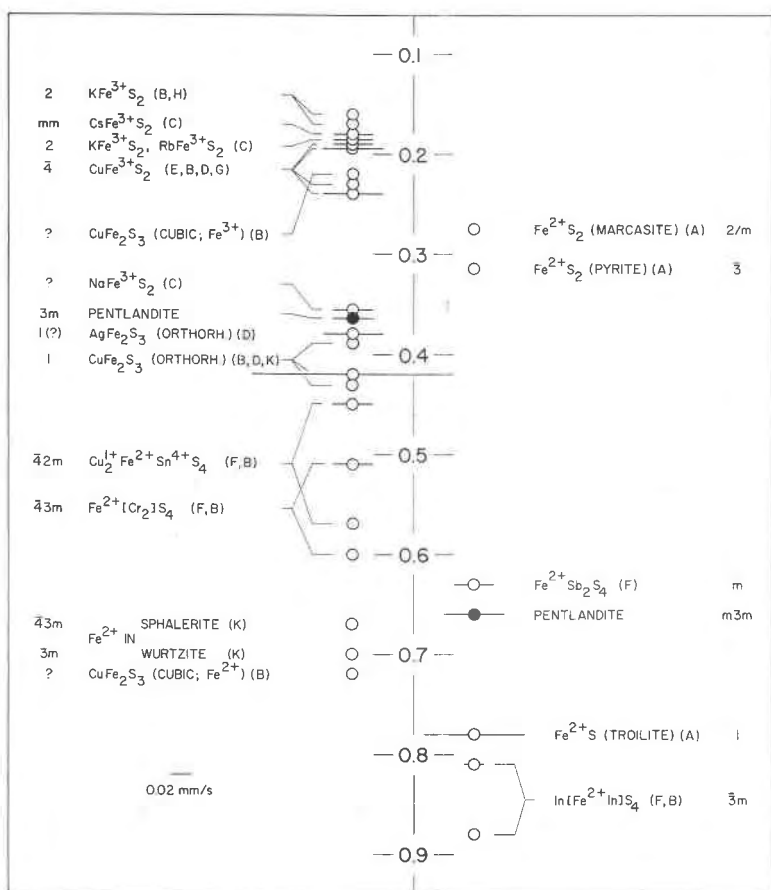 0.1
2 KFe³⁺S₂ (B,H)
mm CsFe³⁺S₂ (C)
2 KFe³⁺S₂, RbFe³⁺S₂ (C)
0.2
4̄ CuFe³⁺S₂ (E,B,D,G)
? CuFe₂S₃ (CUBIC; Fe³⁺) (B)
Fe²⁺S₂ (MARCASITE) (A) 2/m
0.3
Fe²⁺S₂ (PYRITE) (A) 3̄
? NaFe³⁺S₂ (C)
3m PENTLANDITE
1(?) AgFe₂S₃ (ORTHORH.) (D)
1 CuFe₂S₃ (ORTHORH.) (B,D,K)
0.4
4̄2m Cu₂¹⁺Fe²⁺Sn⁴⁺S₄ (F,B)
0.5
4̄3m Fe²⁺[Cr₂]S₄ (F,B)
0.6
Fe²⁺Sb₂S₄ (F) m
PENTLANDITE m3m
4̄3m SPHALERITE (K)
Fe²⁺ IN
3m WURTZITE (K)
0.7
? CuFe₂S₃ (CUBIC; Fe²⁺) (B)
Fe²⁺S (TROILITE) (A) 1
0.8
0.02 mm/s
In[Fe²⁺In]S₄ (F,B) 3̄m
0.9